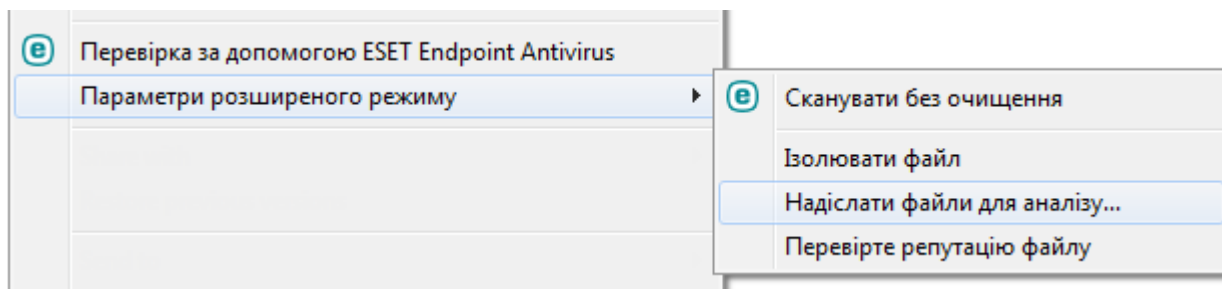 Перевірка за допомогою ESET Endpoint Antivirus
Параметри розширеного режиму
Сканувати без очищення
Ізолювати файл
Надіслати файли для аналізу...
Перевірте репутацію файлу